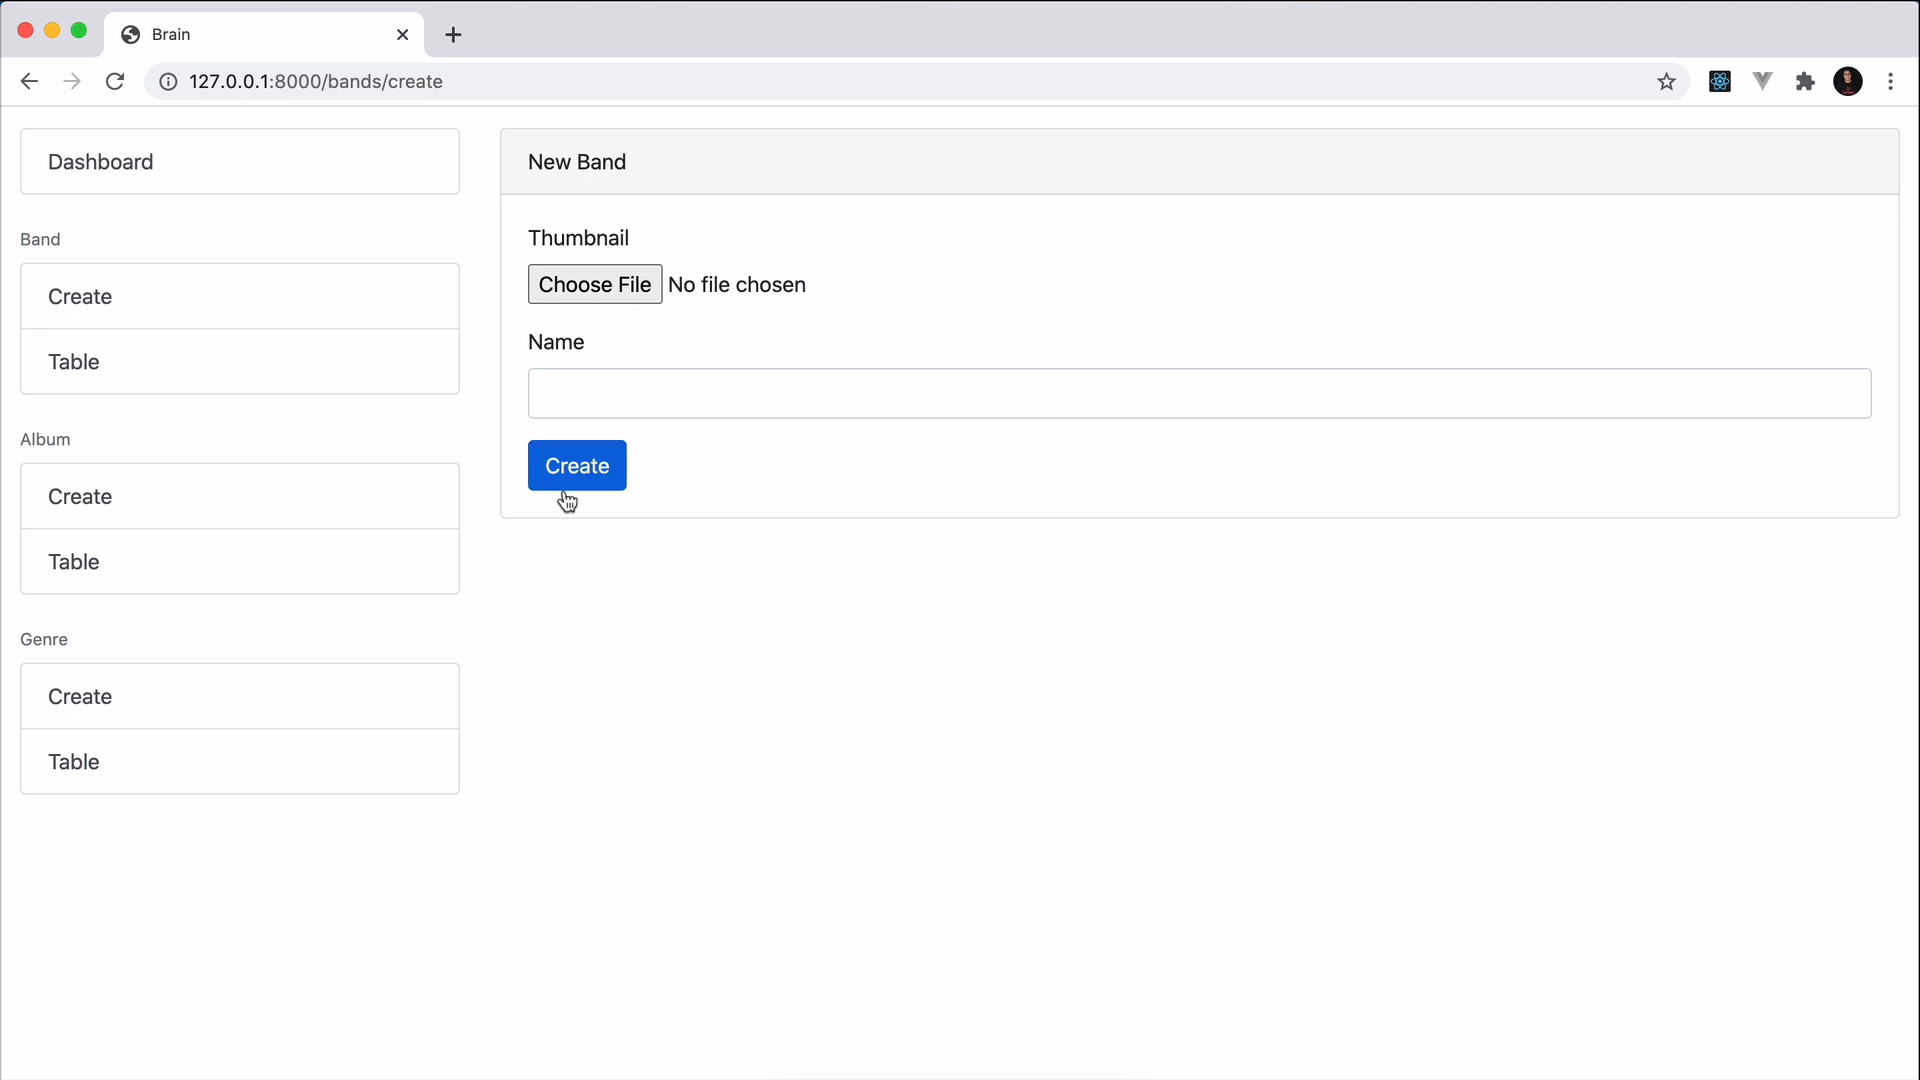 Brain
127.0.0.1:8000/bands/create
Dashboard
Band
Create
Table
Album
Create
Table
Genre
Create
Table
New Band
Thumbnail
Choose File No file chosen
Name
Create